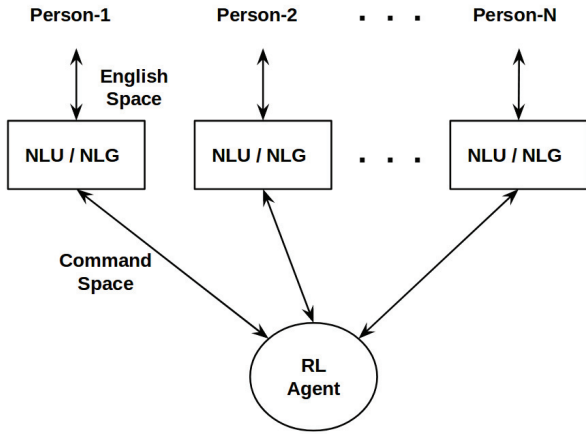 Person-1 Person-2 . . . Person-N
English
Space
NLU / NLG NLU / NLG . . . NLU / NLG
Command
Space
RL
Agent